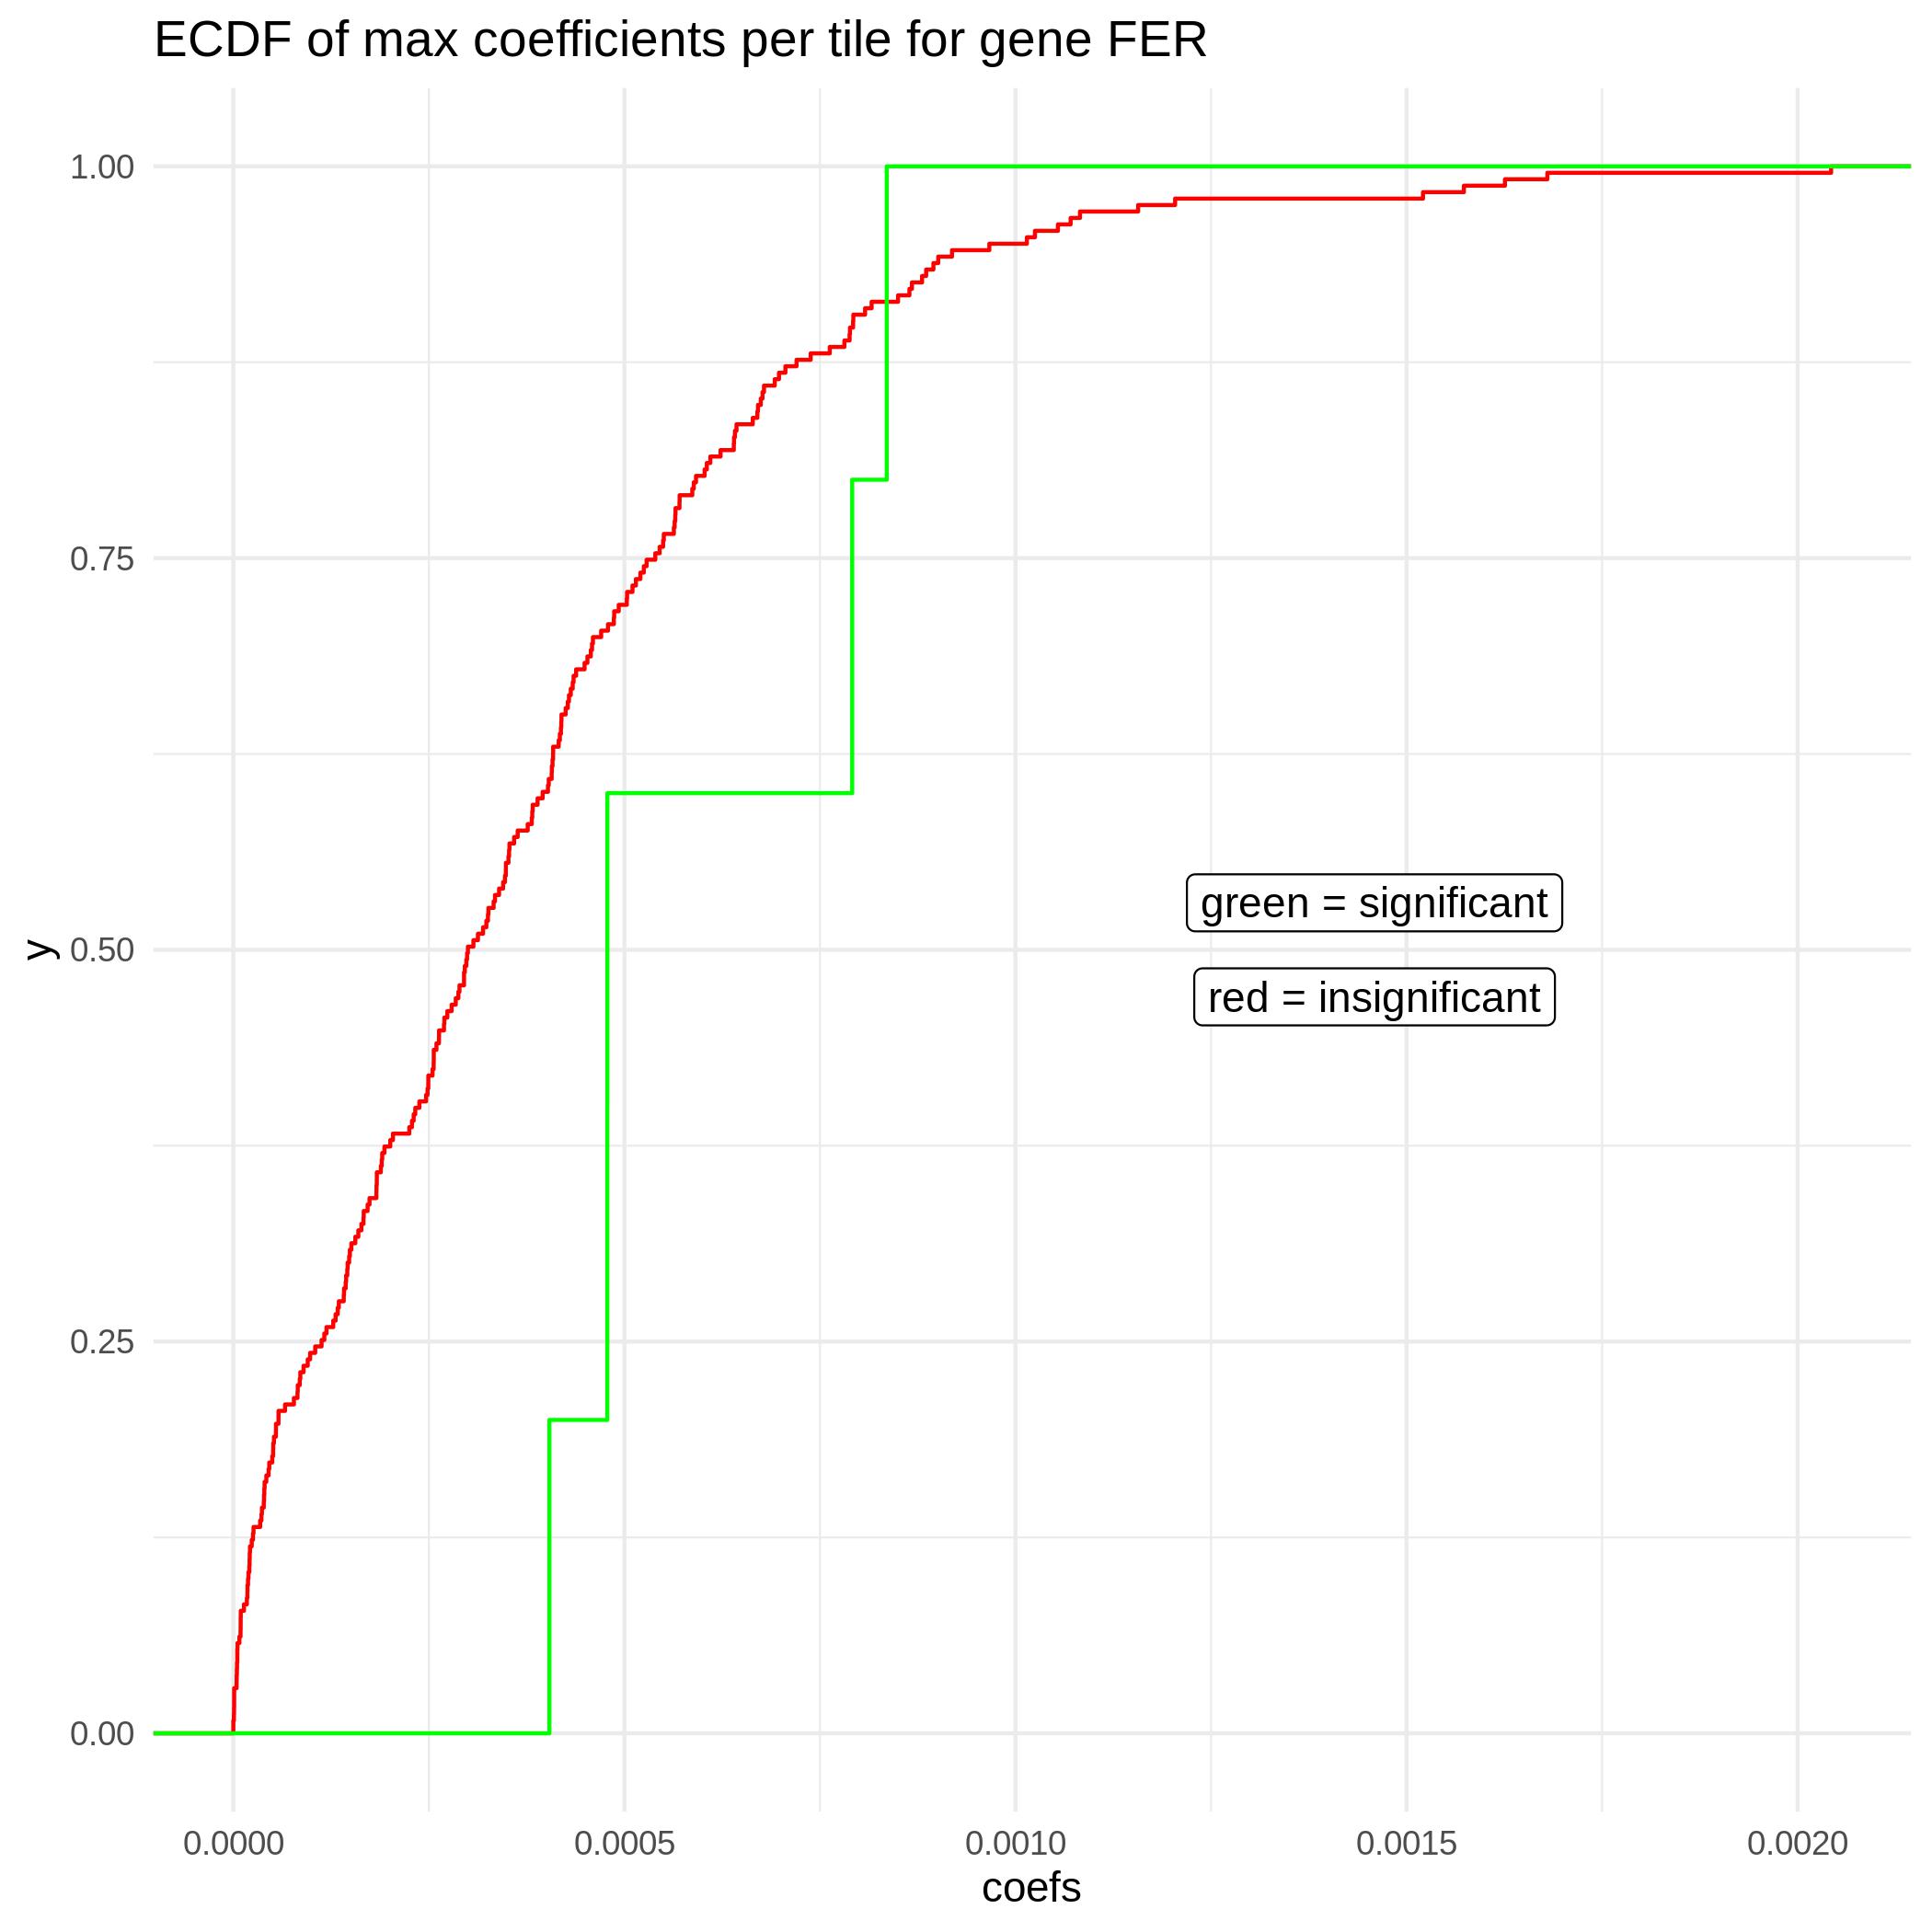 ECDF of max coefficients per tile for gene FER
1.00
0.75
0.50
0.25
0.00
y
green = significant
red = insignificant
0.0000 0.0005 0.0010 0.0015 0.0020
coefs